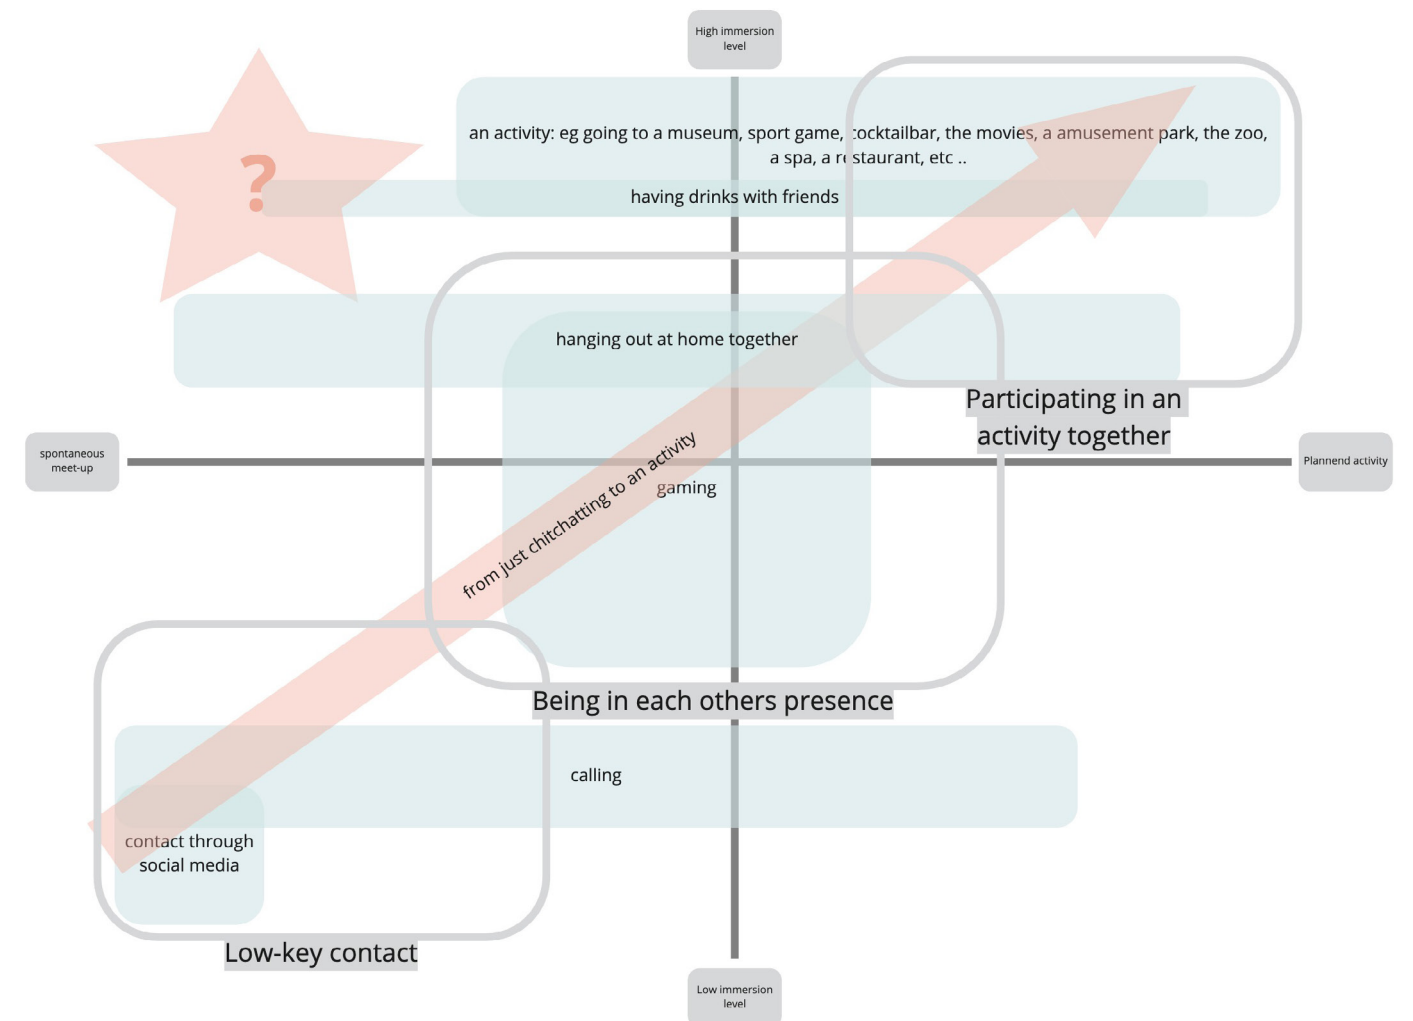 High immersion
level
?
an activity: eg going to a museum, sport game, cocktailbar, the movies, a amusement park, the zoo,
a spa, a restaurant, etc ..
having drinks with friends
hanging out at home together
Participating in an
activity together
spontaneous
meet-up
Plannend activity
from just chitchatting to an activity
gaming
Being in each others presence
calling
contact through
social media
Low-key contact
Low immersion
level